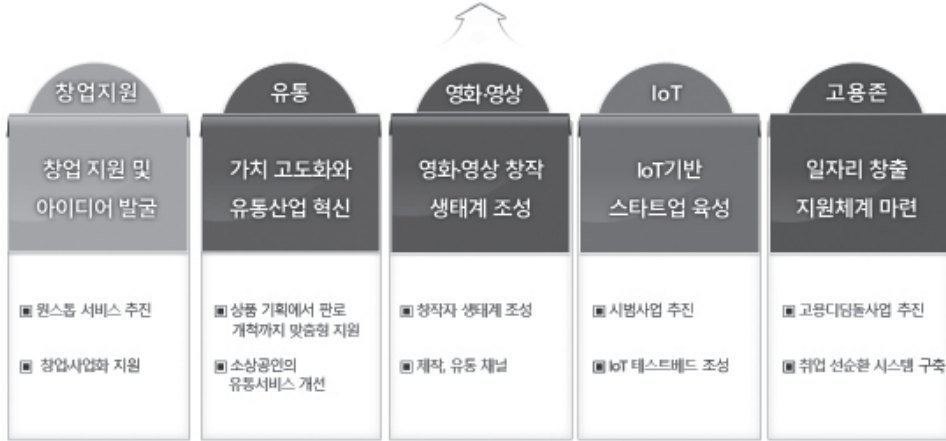 창업지원
창업 지원 및
아이디어 발굴
▣ 원스톱 서비스 추진
▣ 창업사업화 지원
유통
가치 고도화와
유통산업 혁신
▣ 상품 기획에서 판로
개척까지 맞춤형 지원
▣ 소상공인의
유통서비스 개선
영화·영상
영화·영상 창작
생태계 조성
▣ 창작자 생태계 조성
▣ 제작, 유통 채널
IoT
IoT기반
스타트업 육성
▣ 시범사업 추진
▣ IoT 테스트베드 조성
고용존
일자리 창출
지원체계 마련
▣ 고용디딤돌사업 추진
▣ 취업 선순환 시스템 구축